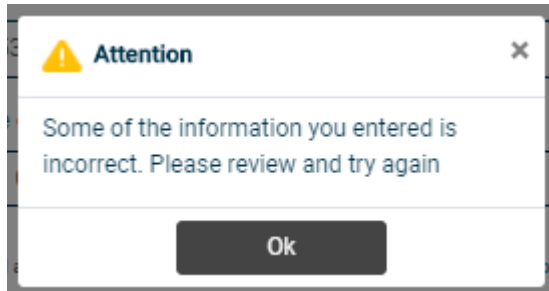 Attention
×
Some of the information you entered is
incorrect. Please review and try again
Ok